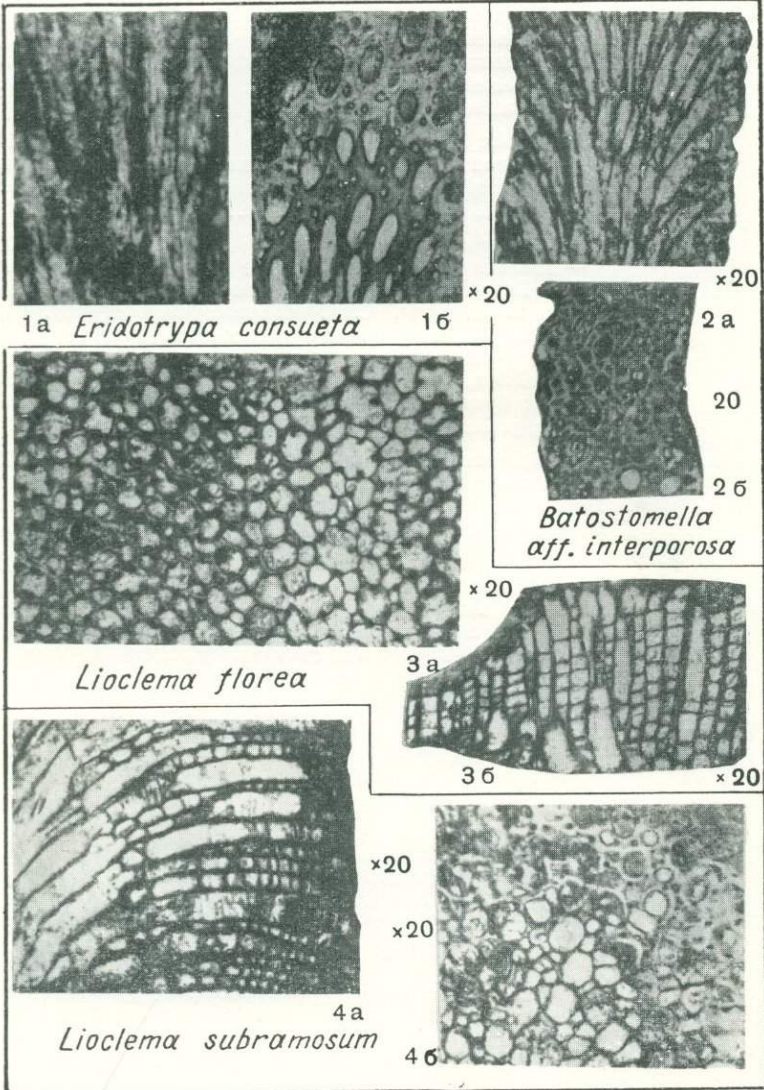 1а Eridotrypa consueta 1б ×20
×20
2а
20
2б
Batostomella
aff. interporosa
×20
3а
Lioclema florea
3б ×20
×20
×20
4а
Lioclema subramosum
4б